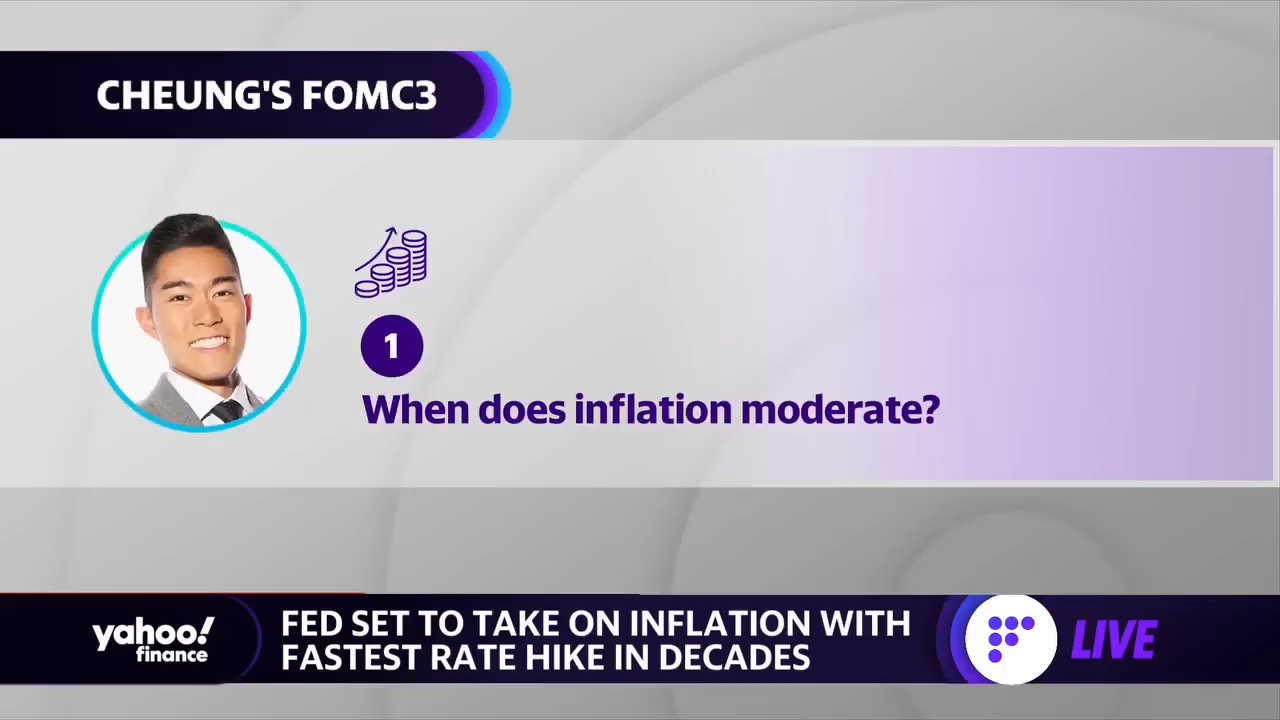 CHEUNG'S FOMC3
1
When does inflation moderate?
yahoo!
finance
FED SET TO TAKE ON INFLATION WITH
FASTEST RATE HIKE IN DECADES
LIVE